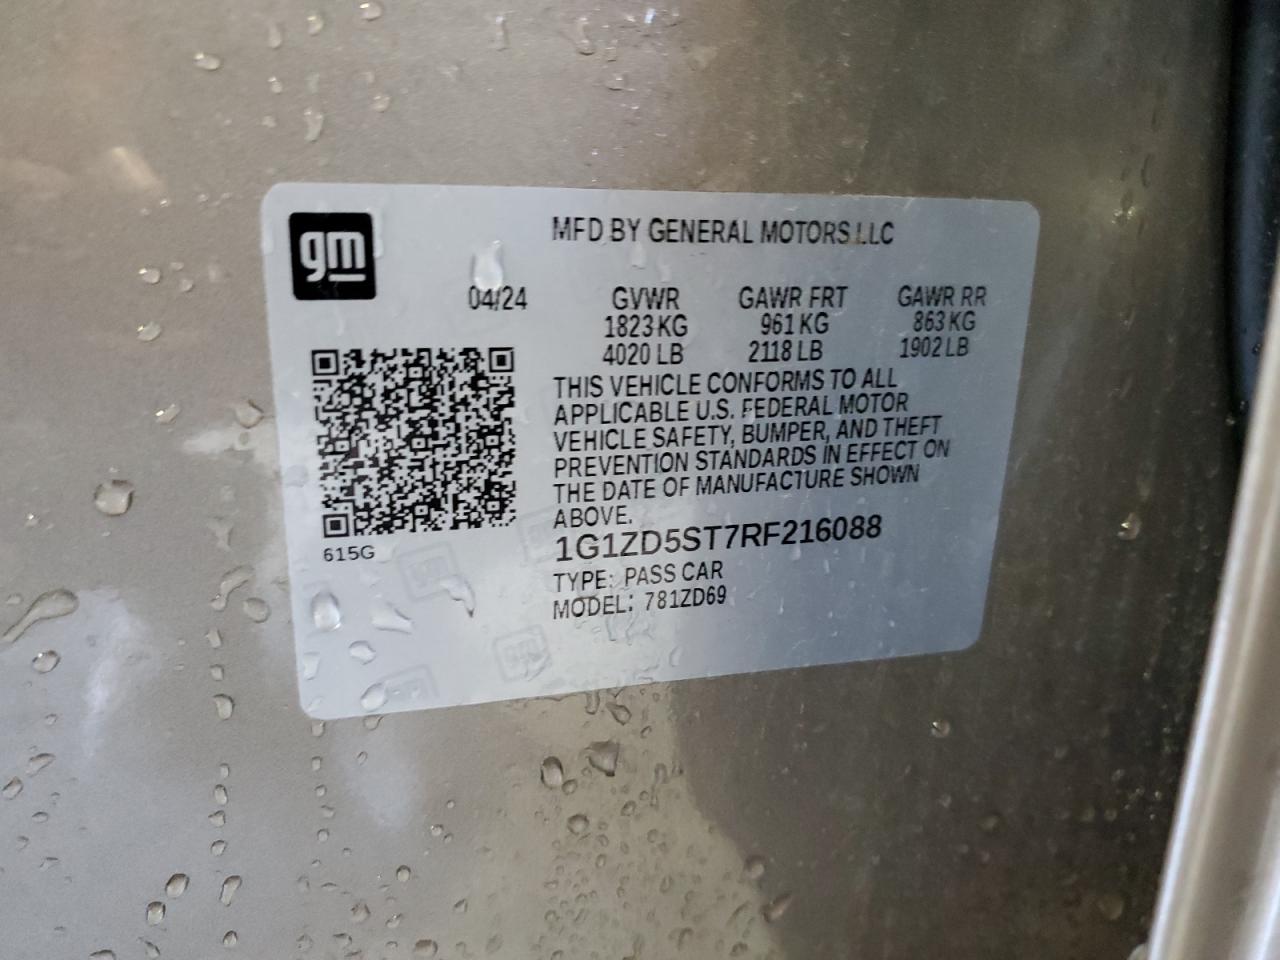 gm
MFD BY GENERAL MOTORS LLC
04/24 GVWR GAWR FRT GAWR RR
1823 KG 961 KG 863 KG
4020 LB 2118 LB 1902 LB
THIS VEHICLE CONFORMS TO ALL
APPLICABLE U.S. FEDERAL MOTOR
VEHICLE SAFETY, BUMPER, AND THEFT
PREVENTION STANDARDS IN EFFECT ON
THE DATE OF MANUFACTURE SHOWN
ABOVE.
1G1ZD5ST7RF216088
615G
TYPE: PASS CAR
MODEL: 781ZD69